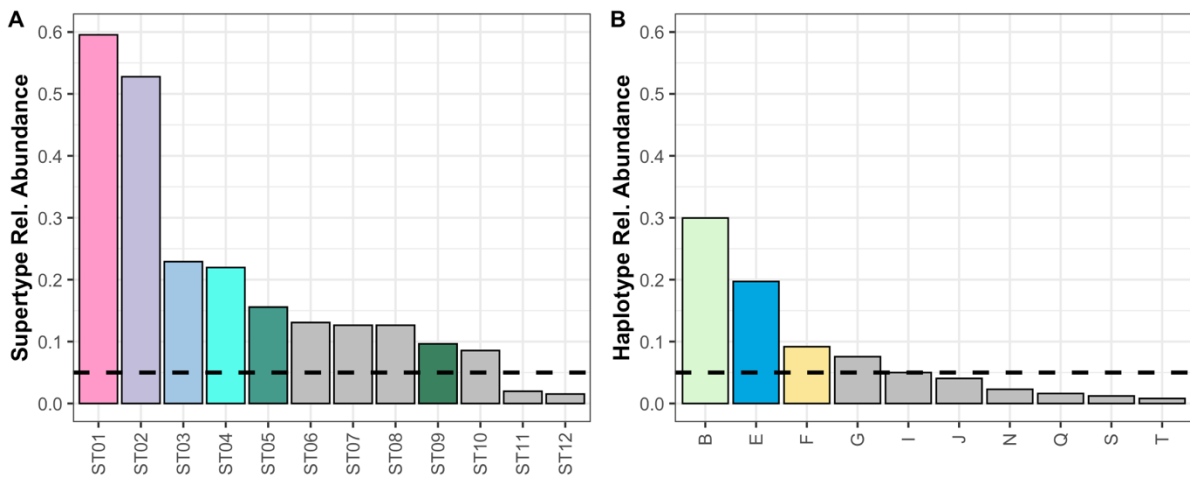 A
Supertype Rel. Abundance
0.6
0.5
0.4
0.3
0.2
0.1
0.0
ST01
ST02
ST03
ST04
ST05
ST06
ST07
ST08
ST09
ST10
ST11
ST12
B
Haplotype Rel. Abundance
0.6
0.5
0.4
0.3
0.2
0.1
0.0
B
E
F
G
I
J
N
Q
S
T